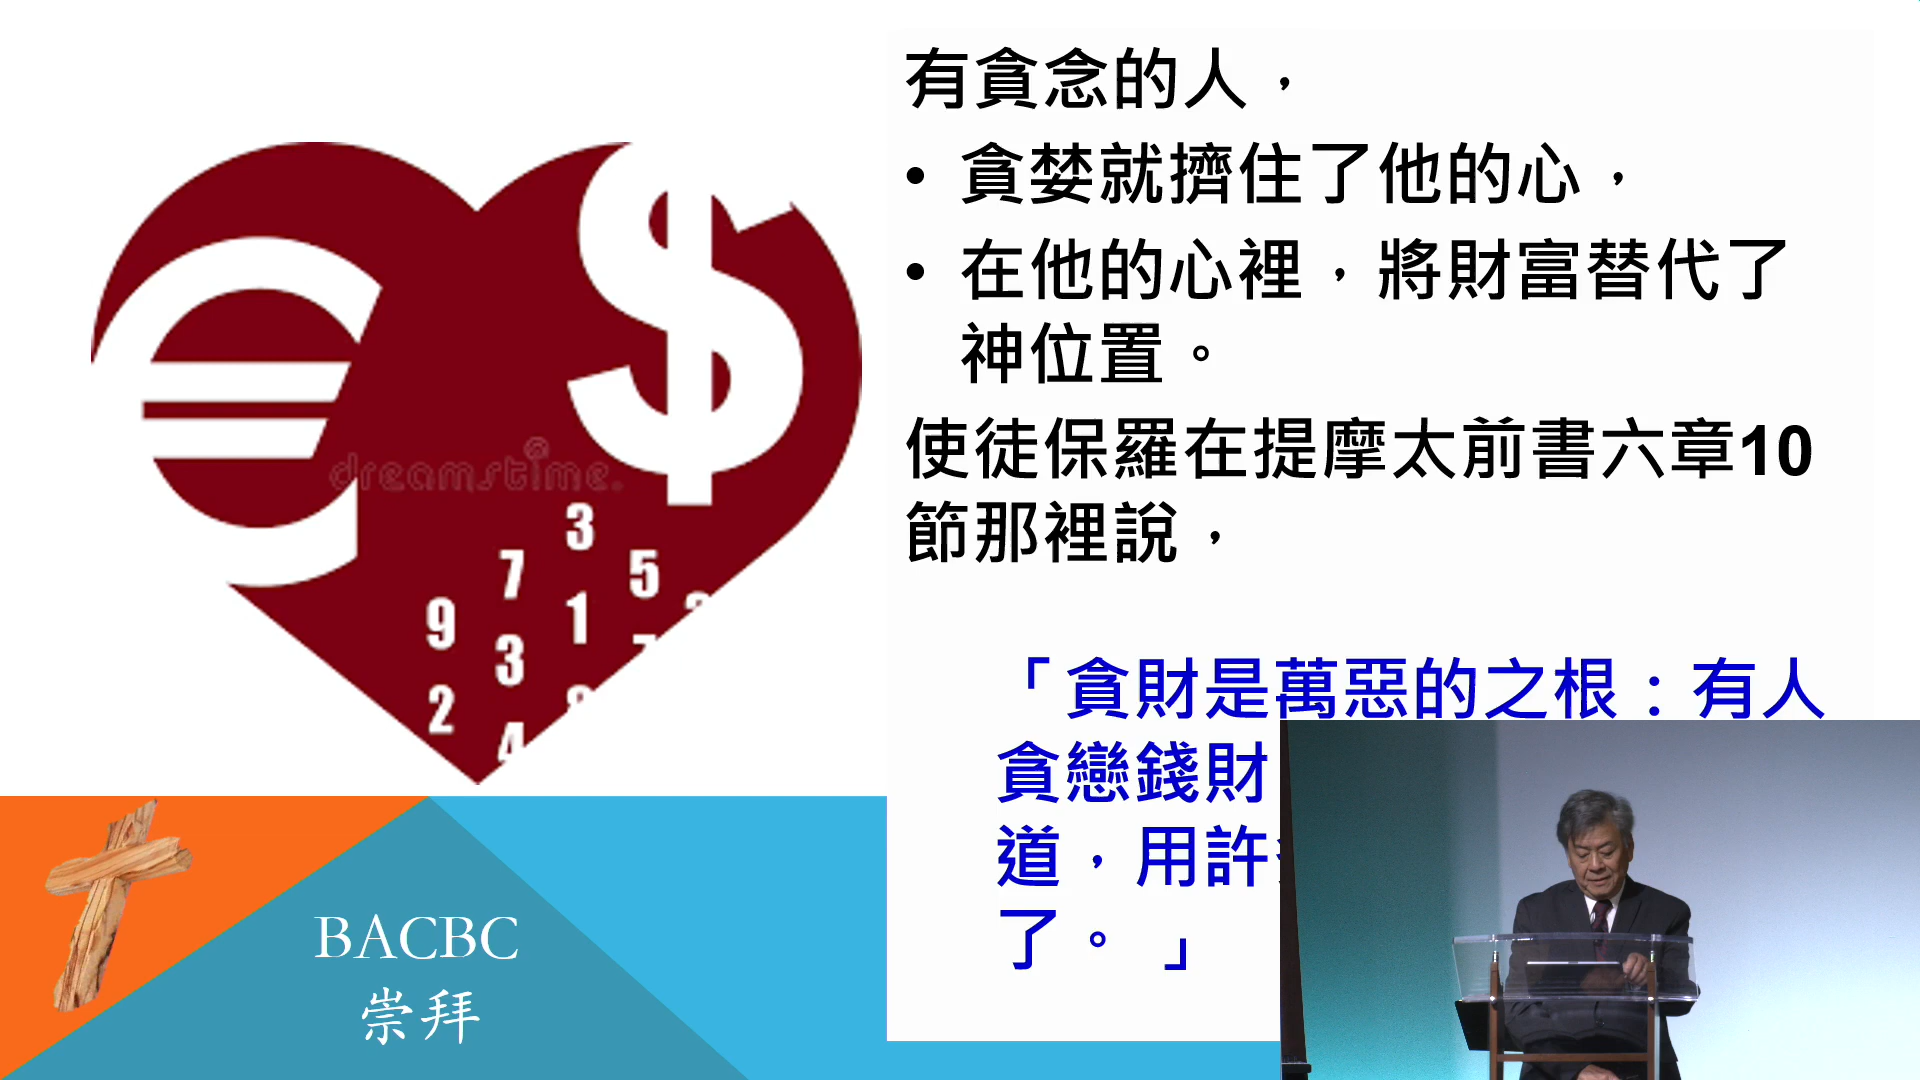 有貪念的人，
• 貪婪就擠住了他的心，
• 在他的心裡，將財富替代了
神位置。
使徒保羅在提摩太前書六章10
節那裡說，
「貪財是萬惡的之根：有人
貪戀錢財
道，用許
了。」
dreamstime.
3
7
5
9
1
3
2
4
BACBC
崇拜